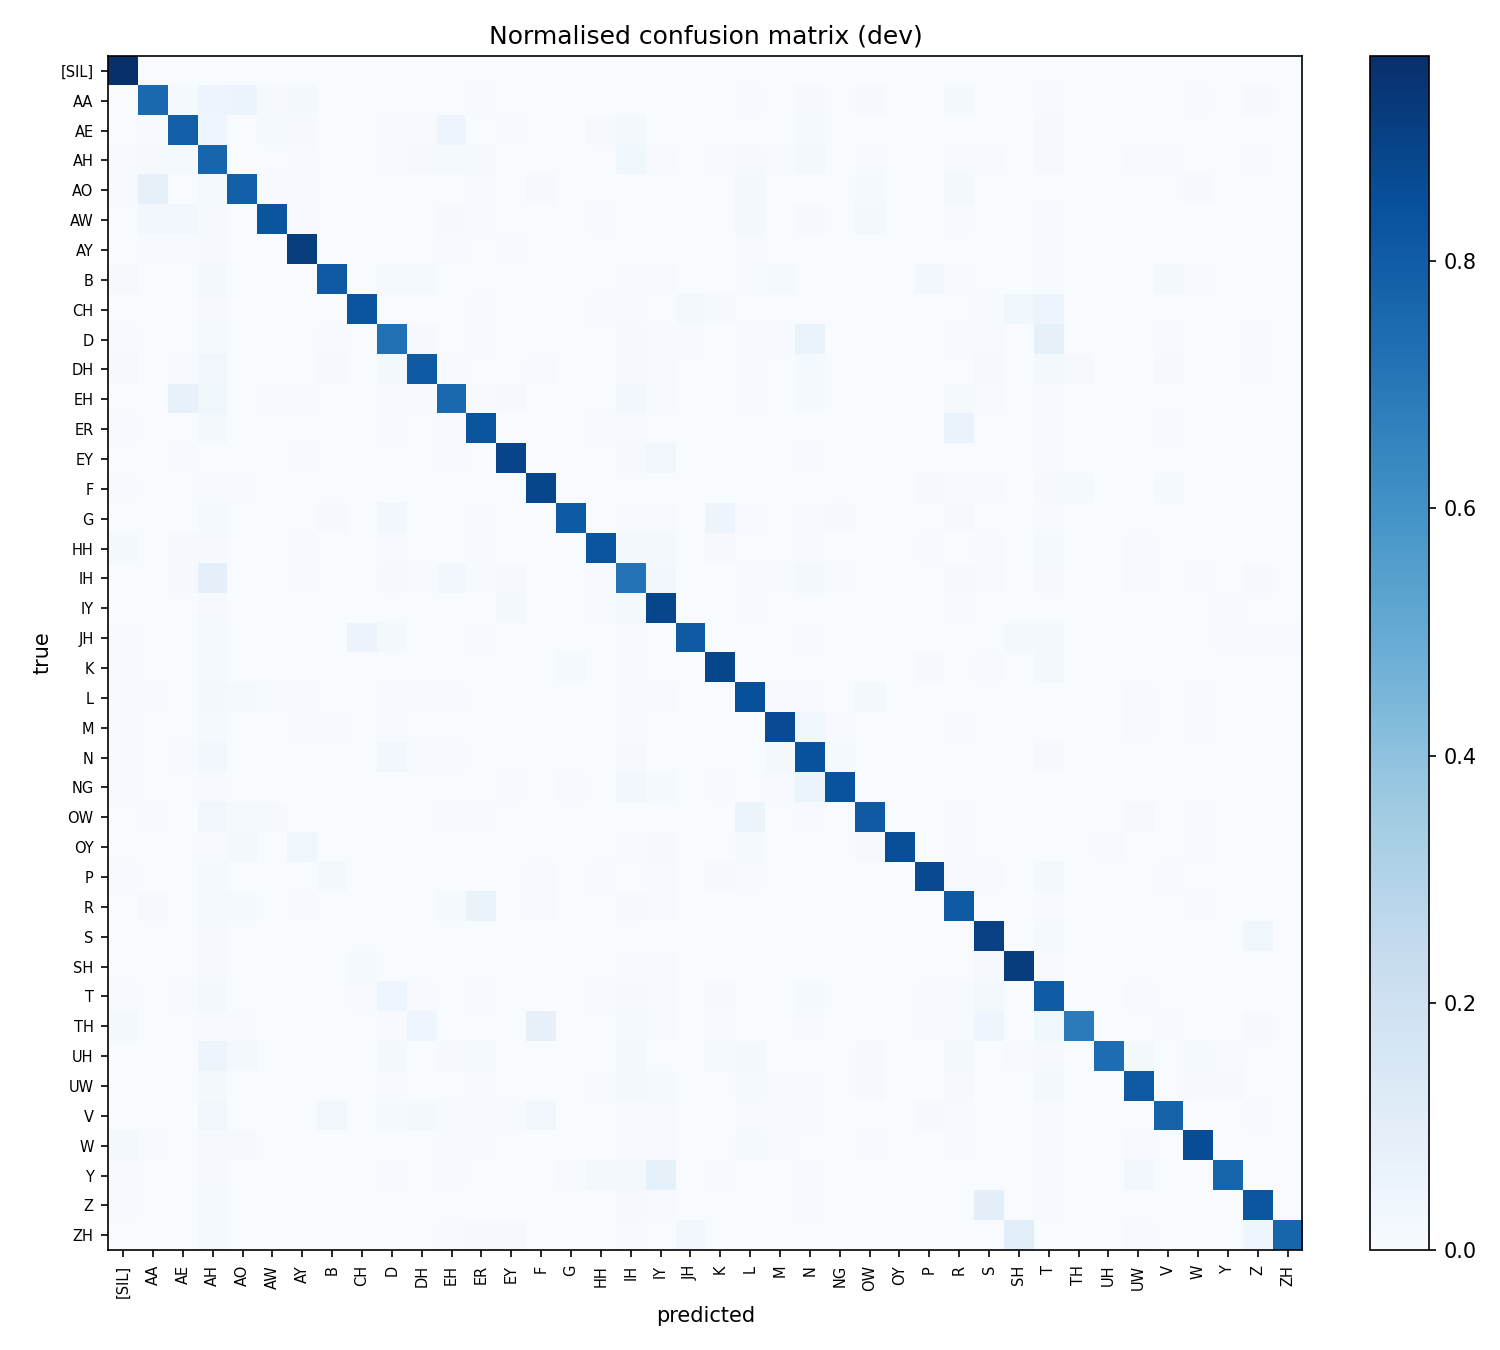 Normalised confusion matrix (dev)
[SIL]
AA
AE
AH
AO
AW
AY
B
CH
D
DH
EH
ER
EY
F
G
HH
IH
IY
JH
K
L
M
N
NG
OW
OY
P
R
S
SH
T
TH
UH
UW
V
W
Y
Z
ZH
true
[SIL] AA AE AH AO AW AY B CH D DH EH ER EY F G HH IH IY JH K L M N NG OW OY P R S SH T TH UH UW V W Y Z ZH
predicted
0.8
0.6
0.4
0.2
0.0